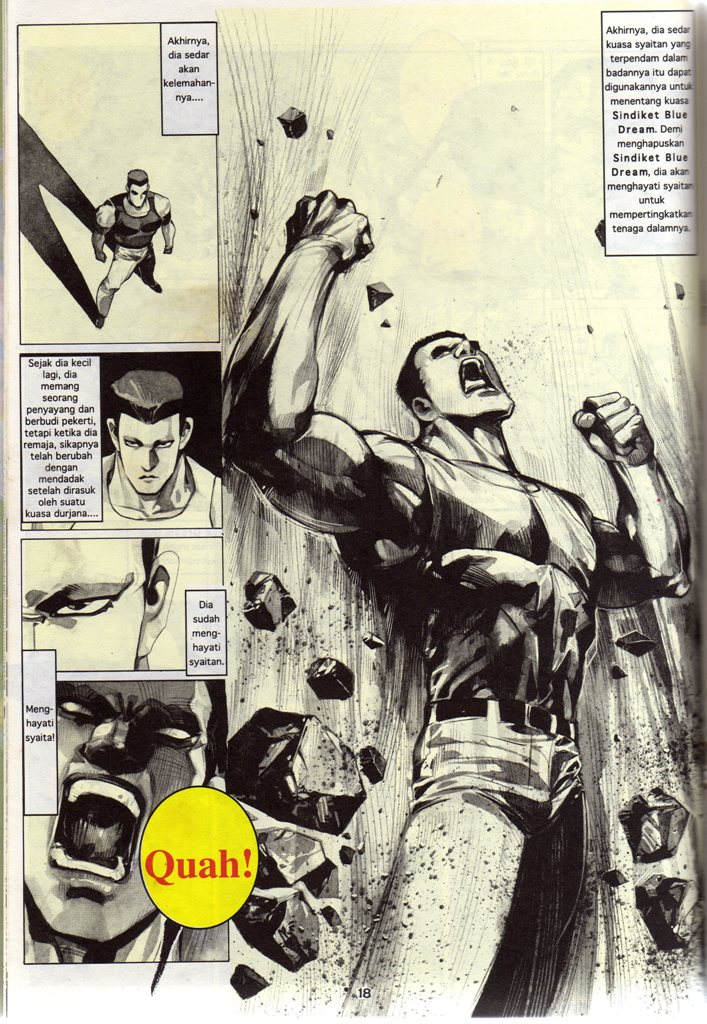 Akhirnya,
dia sedar
akan
kelemahan-
nya....
Akhirnya, dia sedar
kuasa syaitan yang
terpendam dalam
badannya itu dapat
digunakannya untuk
menentang kuasa
Sindiket Blue
Dream. Demi
menghapuskan
Sindiket Blue
Dream, dia akan
menghayati syaitan
untuk
mempertingkatkan
tenaga dalamnya.
Sejak dia kecil
lagi, dia
memang
seorang
penyayang dan
berbudi pekerti,
tetapi ketika dia
remaja, sikapnya
telah berubah
dengan
mendadak
setelah dirasuk
oleh suatu
kuasa durjana....
Dia
sudah
meng-
hayati
syaitan.
Meng-
hayati
syaita!
Quah!
18